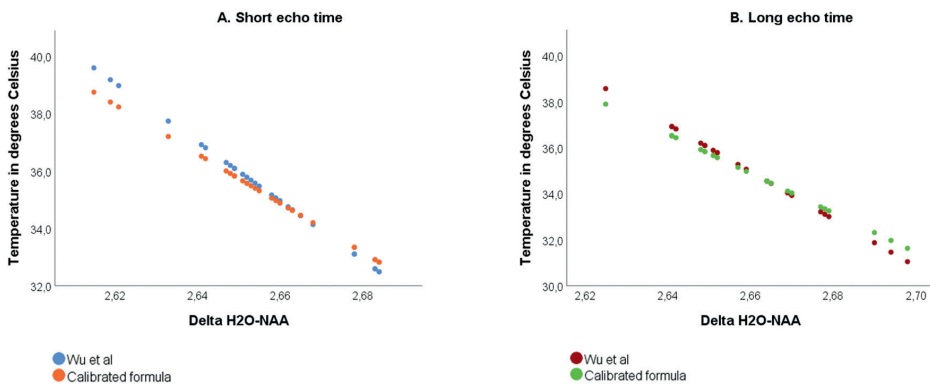 A. Short echo time
Temperature in degrees Celsius
40,0
38,0
36,0
34,0
32,0
2,62
2,64
2,66
2,68
Delta H2O-NAA
Wu et al
Calibrated formula
B. Long echo time
Temperature in degrees Celsius
40,0
38,0
36,0
34,0
32,0
30,0
2,62
2,64
2,66
2,68
2,70
Delta H2O-NAA
Wu et al
Calibrated formula